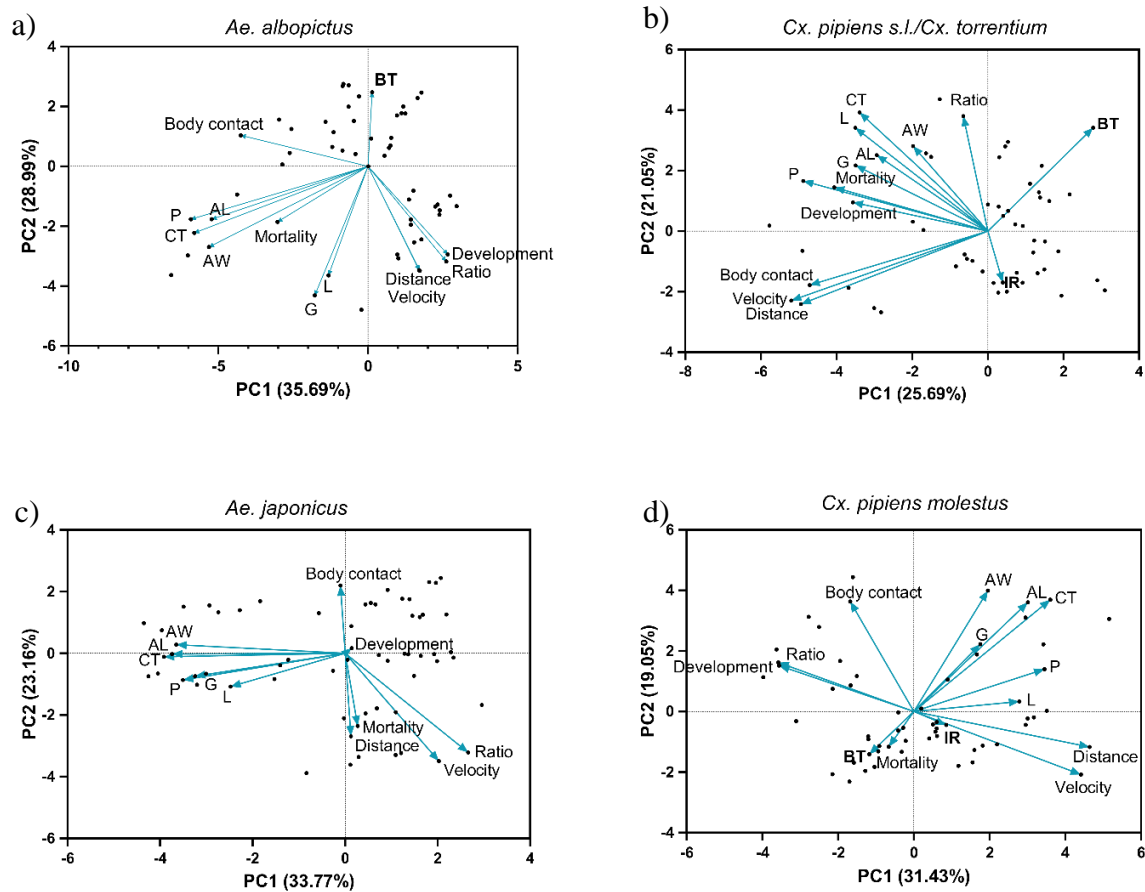 a)
Ae. albopictus
4
2
0
-2
-4
-6
-10
-5
0
5
PC2 (28.99%)
PC1 (35.69%)
BT
Body contact
P
AL
CT
AW
Mortality
L
G
Development
Ratio
Distance
Velocity
b)
Cx. pipiens s.l./Cx. torrentium
6
4
2
0
-2
-4
-8
-6
-4
-2
0
2
4
PC2 (21.05%)
PC1 (25.69%)
CT
L
AW
Ratio
BT
AL
G
P
Mortality
Development
Body contact
Velocity
Distance
IR
c)
Ae. japonicus
4
2
0
-2
-4
-6
-6
-4
-2
0
2
4
PC2 (23.16%)
PC1 (33.77%)
Body contact
AW
AL
CT
Development
P
G
L
Mortality
Distance
Ratio
Velocity
d)
Cx. pipiens molestus
6
4
2
0
-2
-4
-6
-4
-2
0
2
4
6
PC2 (19.05%)
PC1 (31.43%)
Body contact
AW
AL
CT
G
Ratio
Development
P
L
IR
BT
Mortality
Distance
Velocity